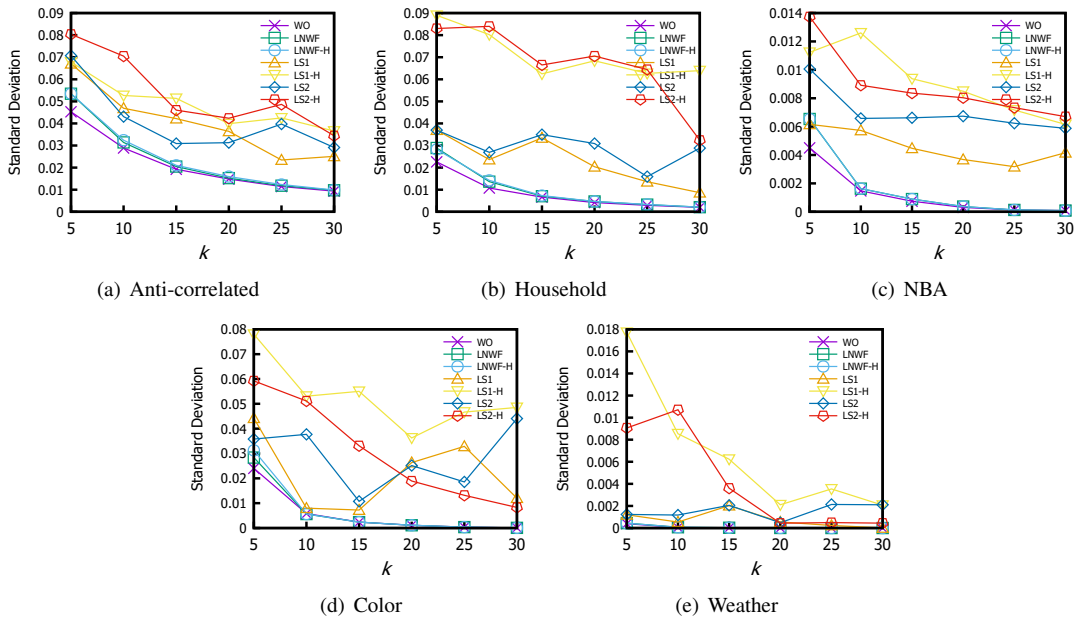 0.09
0.08
0.07
0.06
0.05
0.04
0.03
0.02
0.01
0
Standard Deviation
5 10 15 20 25 30
k
WO
LNWF
LNWF-H
LS1
LS1-H
LS2
LS2-H
(a) Anti-correlated
0.09
0.08
0.07
0.06
0.05
0.04
0.03
0.02
0.01
0
Standard Deviation
5 10 15 20 25 30
k
WO
LNWF
LNWF-H
LS1
LS1-H
LS2
LS2-H
(b) Household
0.014
0.012
0.01
0.008
0.006
0.004
0.002
0
Standard Deviation
5 10 15 20 25 30
k
WO
LNWF
LNWF-H
LS1
LS1-H
LS2
LS2-H
(c) NBA
0.08
0.07
0.06
0.05
0.04
0.03
0.02
0.01
0
Standard Deviation
5 10 15 20 25 30
k
WO
LNWF
LNWF-H
LS1
LS1-H
LS2
LS2-H
(d) Color
0.018
0.016
0.014
0.012
0.01
0.008
0.006
0.004
0.002
0
Standard Deviation
5 10 15 20 25 30
k
WO
LNWF
LNWF-H
LS1
LS1-H
LS2
LS2-H
(e) Weather